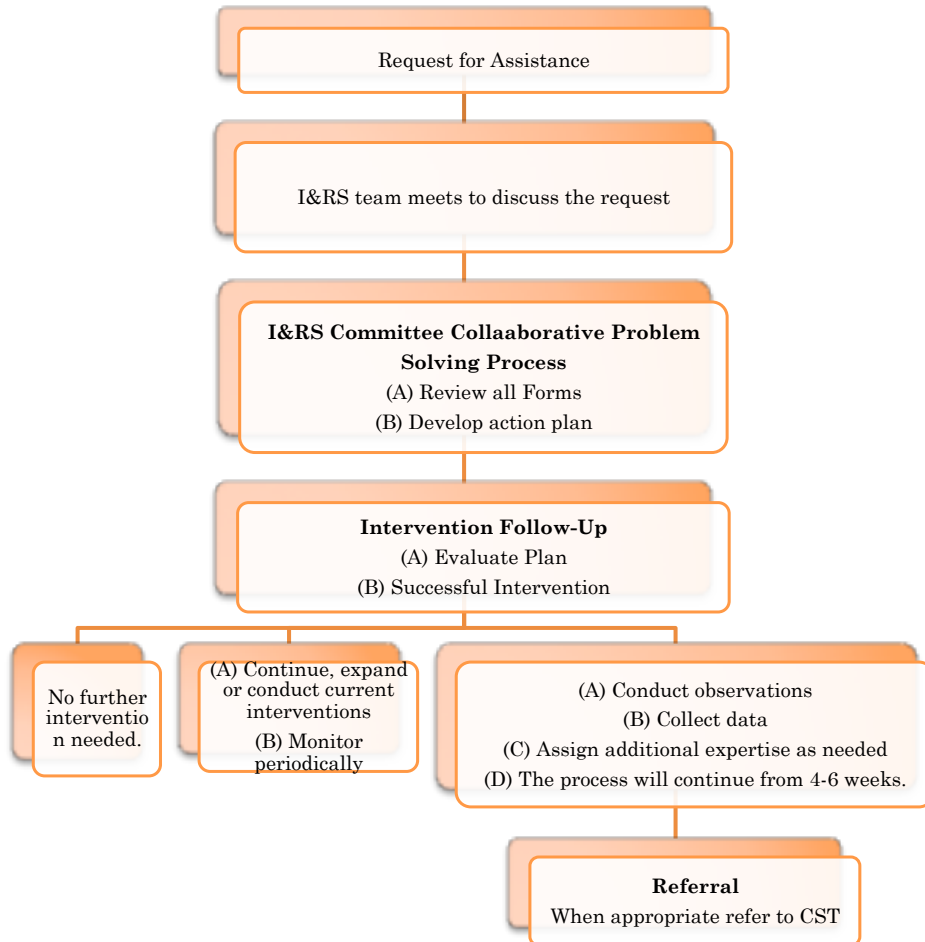 Request for Assistance
I&RS team meets to discuss the request
I&RS Committee Collaaborative Problem
Solving Process
(A) Review all Forms
(B) Develop action plan
Intervention Follow-Up
(A) Evaluate Plan
(B) Successful Intervention
No further
interventio
n needed.
(A) Continue, expand
or conduct current
interventions
(B) Monitor
periodically
(A) Conduct observations
(B) Collect data
(C) Assign additional expertise as needed
(D) The process will continue from 4-6 weeks.
Referral
When appropriate refer to CST